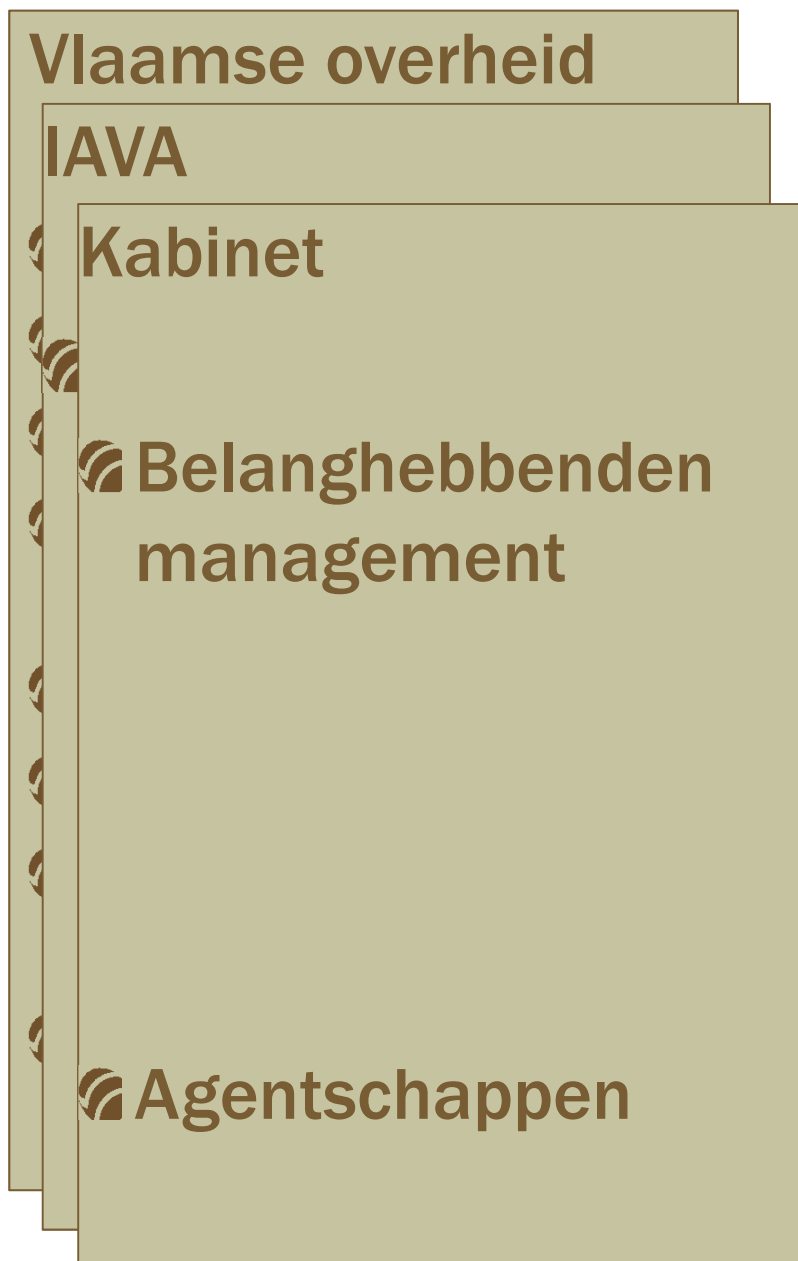 Vlaamse overheid
IAVA
Kabinet
Belanghebbenden
management
Agentschappen